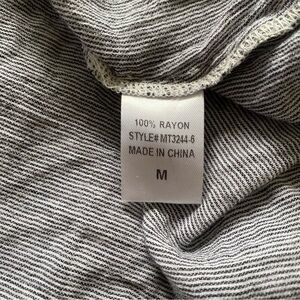 100% RAYON
STYLE# MT3244-6
MADE IN CHINA
M